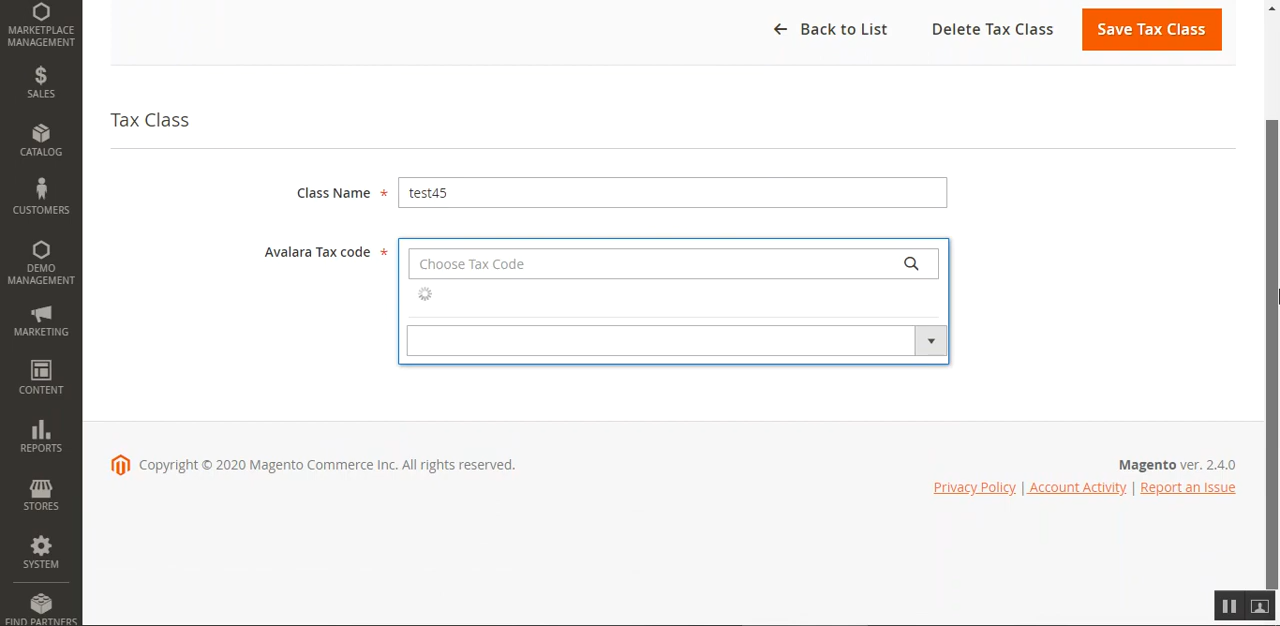 MARKETPLACE
MANAGEMENT
SALES
CATALOG
CUSTOMERS
DEMO
MANAGEMENT
MARKETING
CONTENT
REPORTS
STORES
SYSTEM
FIND PARTNERS
Back to List Delete Tax Class Save Tax Class
Tax Class
Class Name * test45
Avalara Tax code *
Choose Tax Code
Copyright © 2020 Magento Commerce Inc. All rights reserved.
Magento ver. 2.4.0
Privacy Policy | Account Activity | Report an Issue